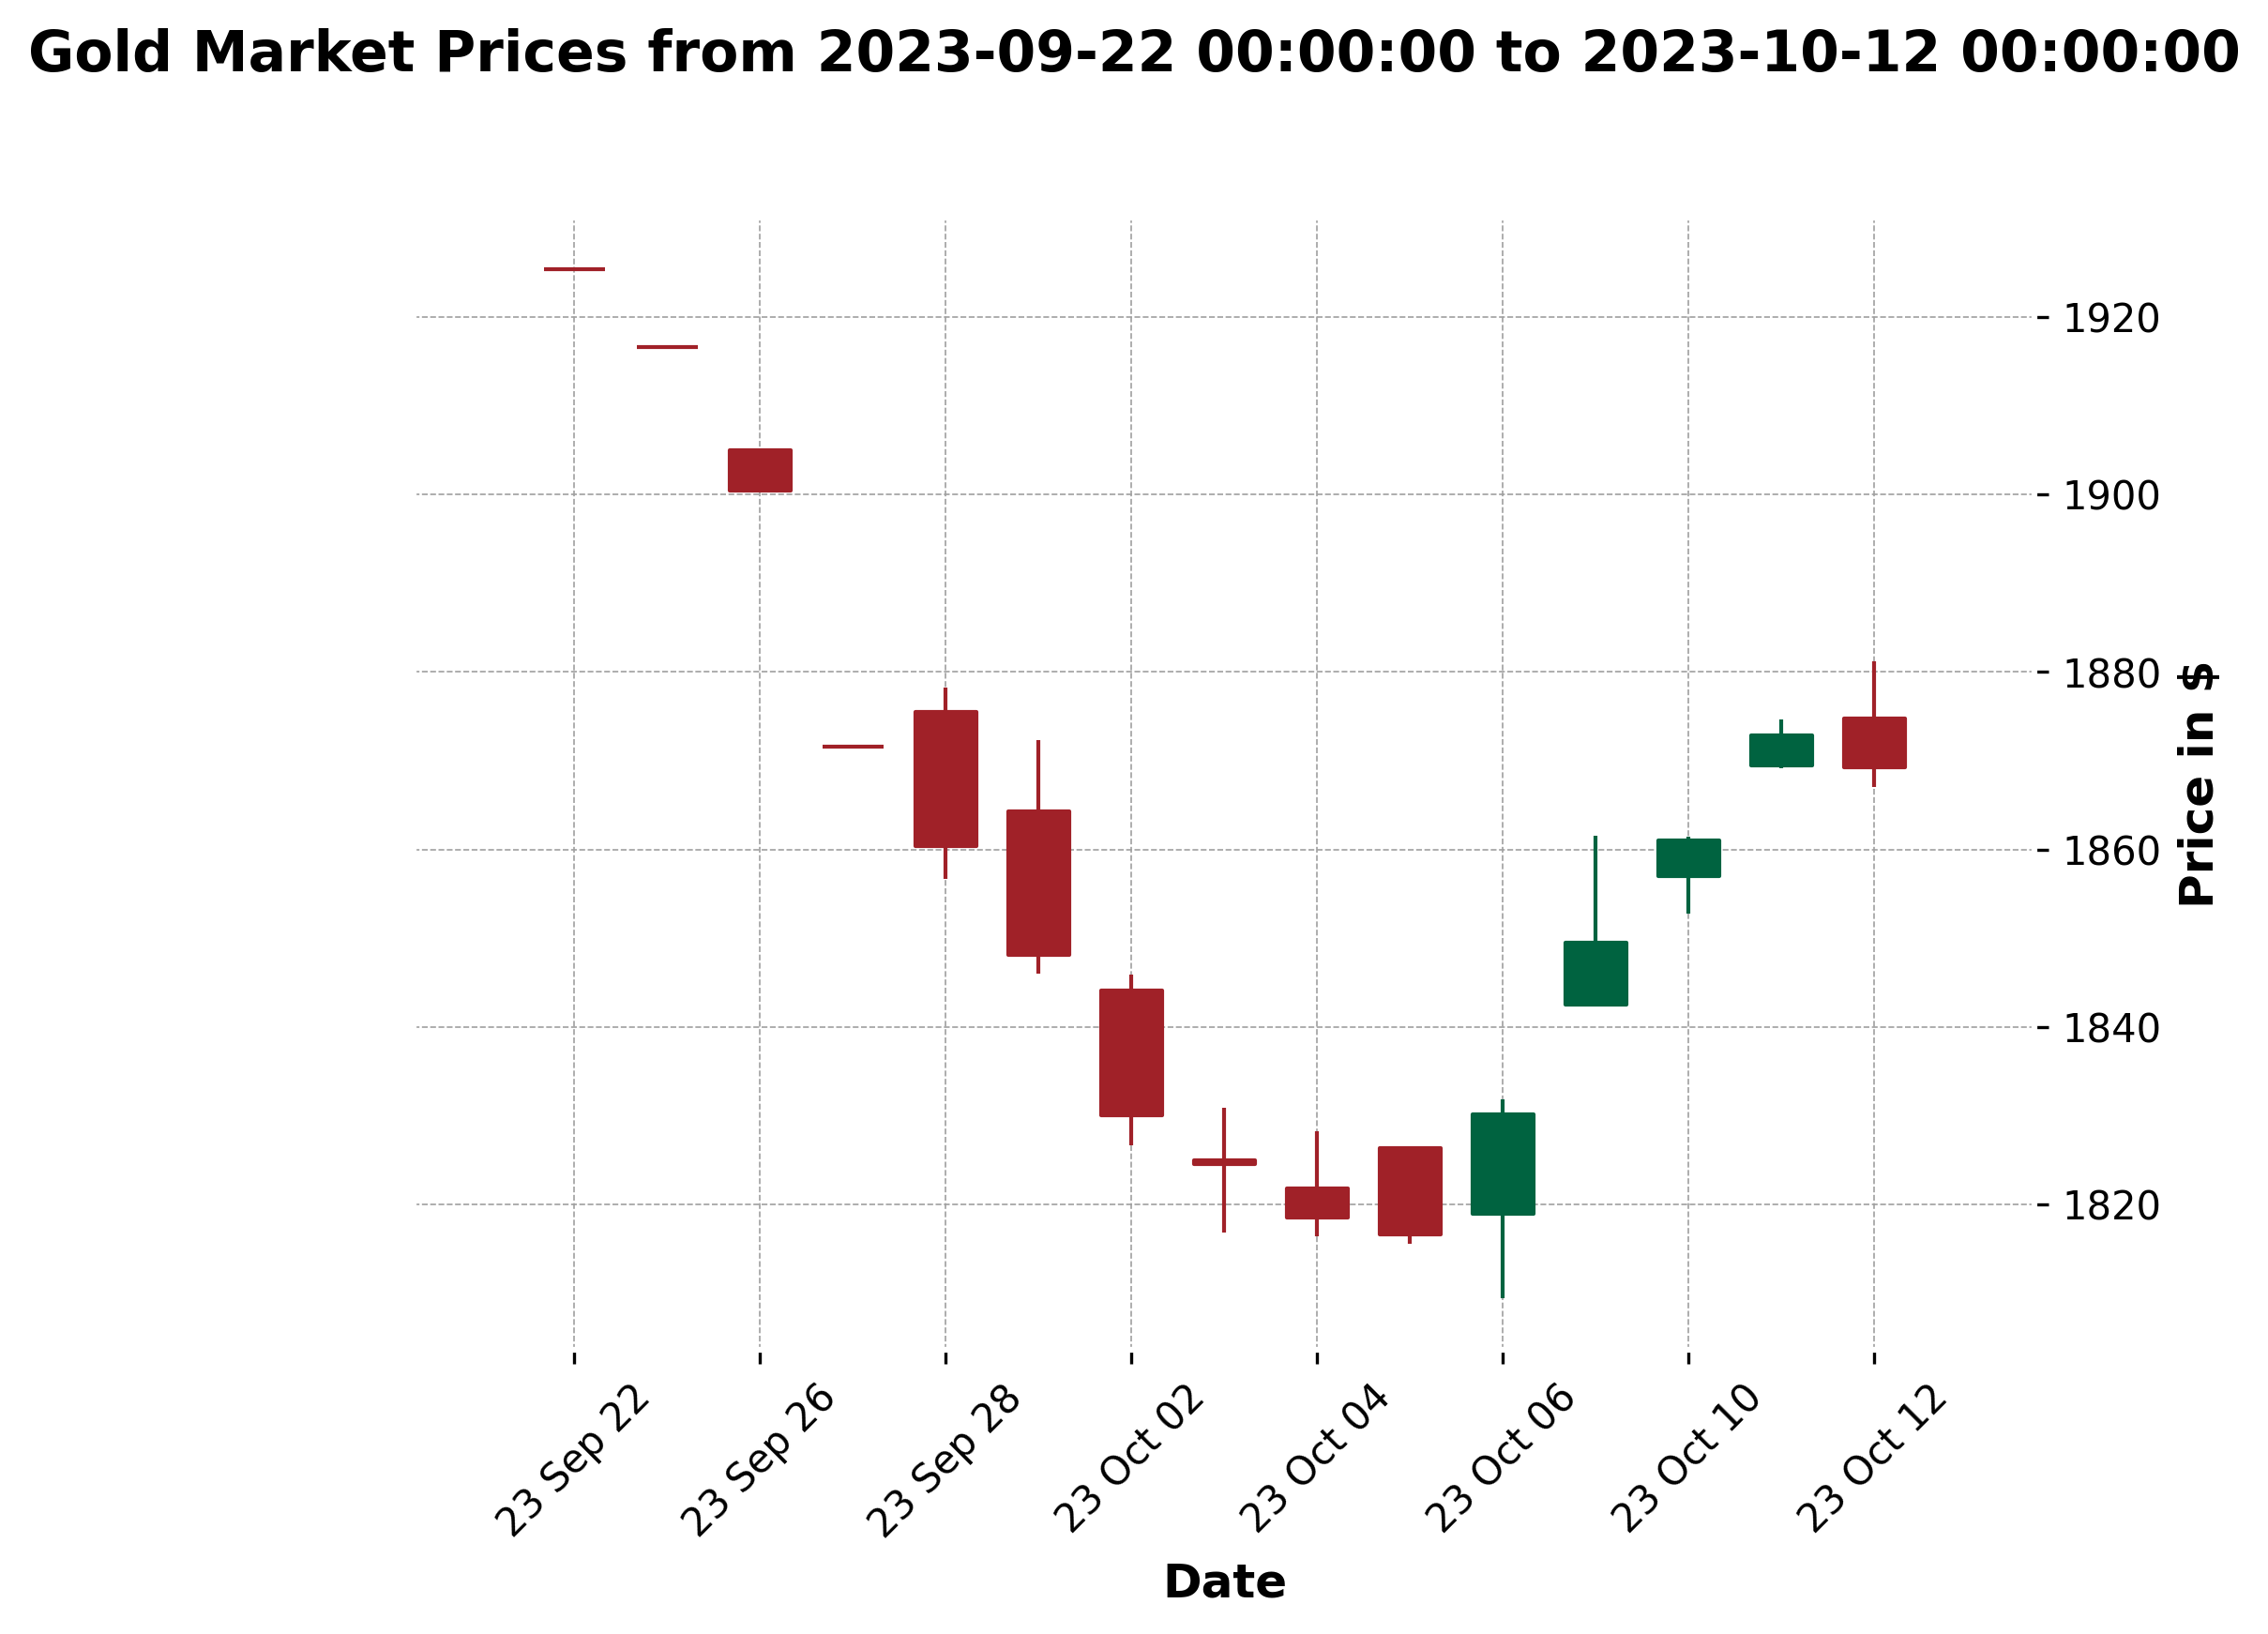 Gold Market Prices from 2023-09-22 00:00:00 to 2023-10-12 00:00:00
1920
1900
1880
1860
1840
1820
Price in $
23 Sep 22
23 Sep 26
23 Sep 28
23 Oct 02
23 Oct 04
23 Oct 06
23 Oct 10
23 Oct 12
Date